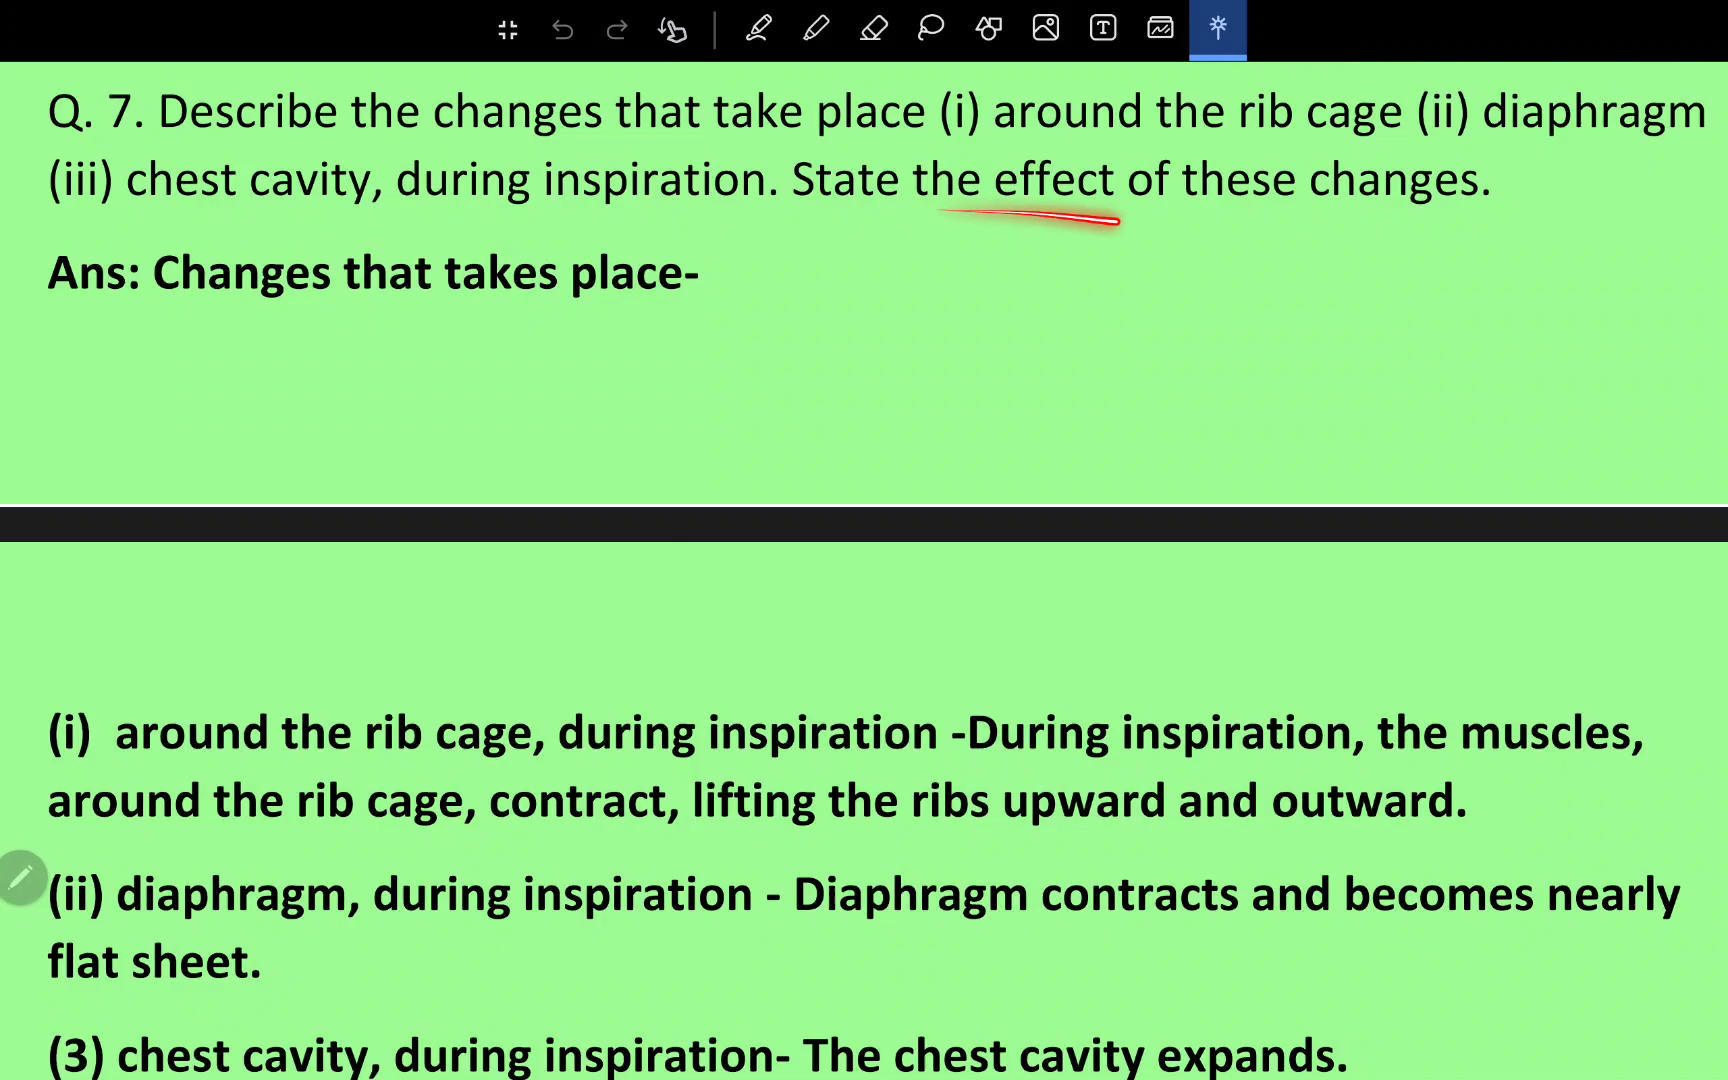 Q. 7. Describe the changes that take place (i) around the rib cage (ii) diaphragm
(iii) chest cavity, during inspiration. State the effect of these changes.
Ans: Changes that takes place-
(i)  around the rib cage, during inspiration -During inspiration, the muscles,
around the rib cage, contract, lifting the ribs upward and outward.
(ii) diaphragm, during inspiration - Diaphragm contracts and becomes nearly
flat sheet.
(3) chest cavity, during inspiration- The chest cavity expands.